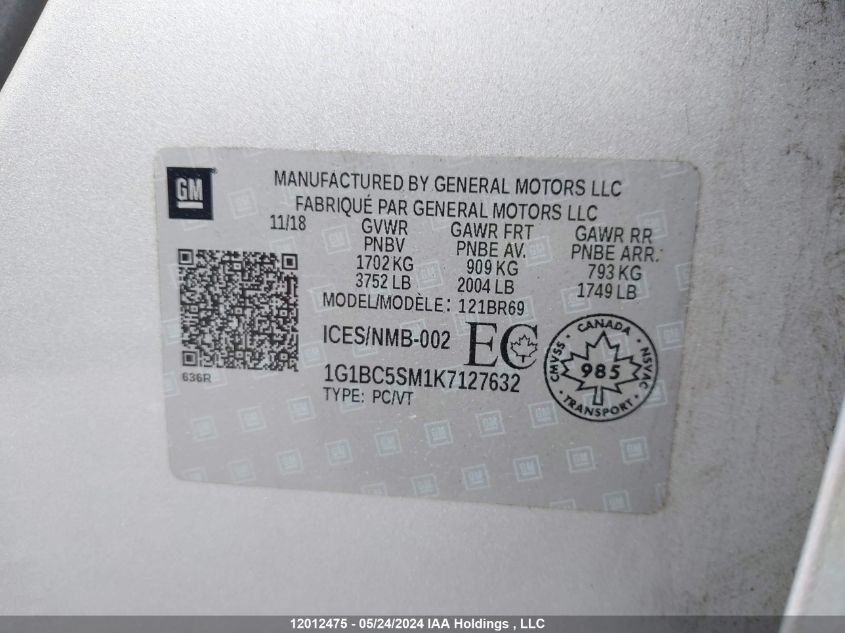 GM
MANUFACTURED BY GENERAL MOTORS LLC
FABRIQUÉ PAR GENERAL MOTORS LLC
11/18 GVWR GAWR FRT GAWR RR
PNBV PNBE AV. PNBE ARR.
1702 KG 909 KG 793 KG
3752 LB 2004 LB 1749 LB
MODEL/MODÈLE: 121BR69
ICES/NMB-002 EC
CANADA
CMVSS 985 NSVAC
TRANSPORT
636R
1G1BC5SM1K7127632
TYPE: PC/VT
12012475 - 05/24/2024 IAA Holdings , LLC